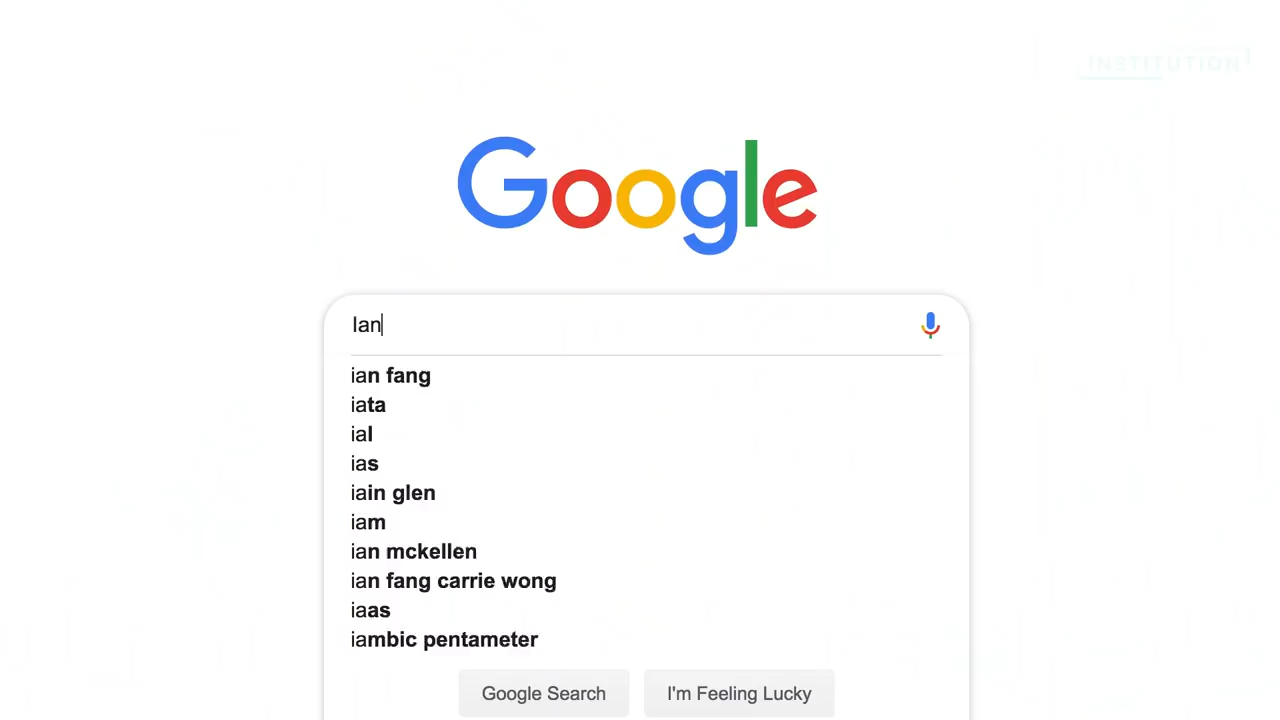 INSTITUTION
Google
Ian
ian fang
iata
ial
ias
iain glen
iam
ian mckellen
ian fang carrie wong
iaas
iambic pentameter
Google Search
I'm Feeling Lucky